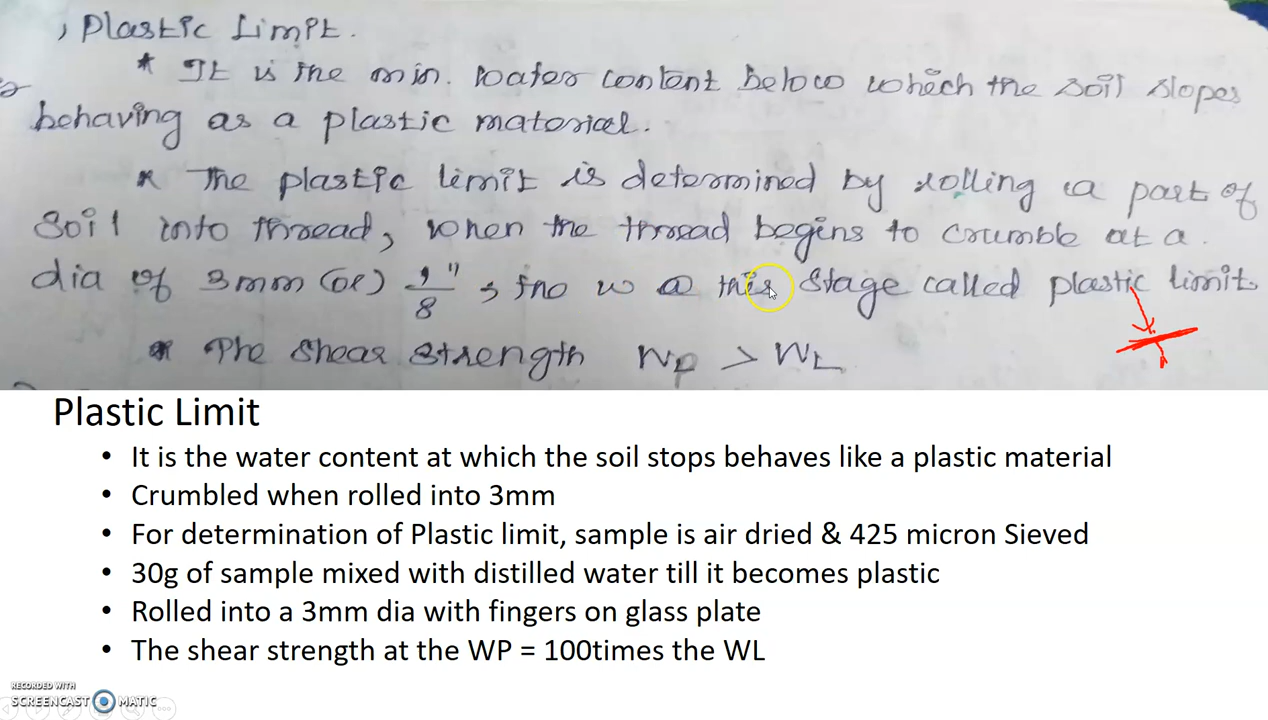 , Plastic Limit.
* It is the min. water content below which the soil slopes
behaving as a plastic material.
* The plastic limit is determined by rolling a part of
Soil into thread, when the thread begins to crumble at a
dia of 3mm (or) 1/8", the w @ this stage called plastic limit.
* The shear strength WP > WL
Plastic Limit
• It is the water content at which the soil stops behaves like a plastic material
• Crumbled when rolled into 3mm
• For determination of Plastic limit, sample is air dried & 425 micron Sieved
• 30g of sample mixed with distilled water till it becomes plastic
• Rolled into a 3mm dia with fingers on glass plate
• The shear strength at the WP = 100times the WL
RECORDED WITH
SCREENCAST MATIC